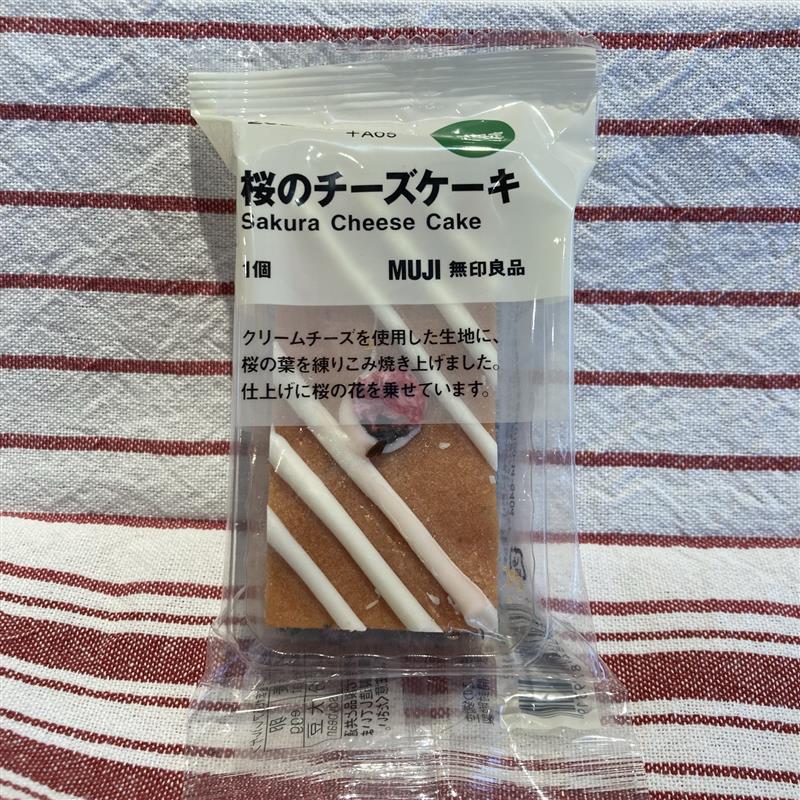 +A05
桜のチーズケーキ
Sakura Cheese Cake
1個
MUJI 無印良品
クリームチーズを使用した生地に、
桜の葉を練りこみ焼き上げました。
仕上げに桜の花を乗せています。